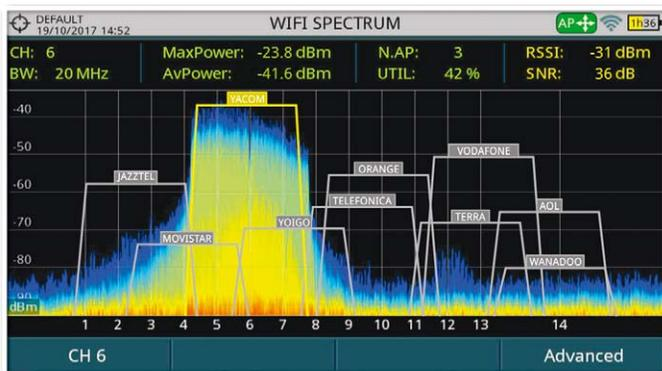 DEFAULT
19/10/2017 14:52
WIFI SPECTRUM
AP
1h36
CH: 6
MaxPower: -23.8 dBm
N.AP: 3
RSSI: -31 dBm
BW: 20 MHz
AvPower: -41.6 dBm
UTIL: 42 %
SNR: 36 dB
-40
YACOM
-50
VODAFONE
JAZZTEL
ORANGE
-60
TELEFONICA
AOL
-70
TERRA
YOIGO
MOVISTAR
-80
WANADOO
-90
dBm
1 2 3 4 5 6 7 8 9 10 11 12 13 14
CH 6
Advanced